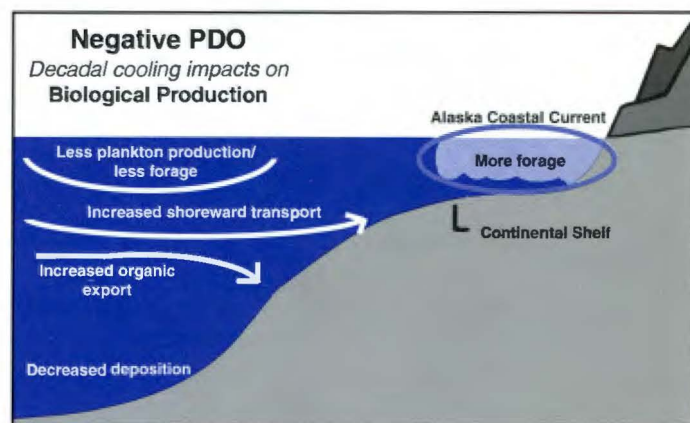 Negative PDO
Decadal cooling impacts on
Biological Production
Alaska Coastal Current
Less plankton production/
less forage
More forage
Increased shoreward transport
Continental Shelf
Increased organic
export
Decreased deposition